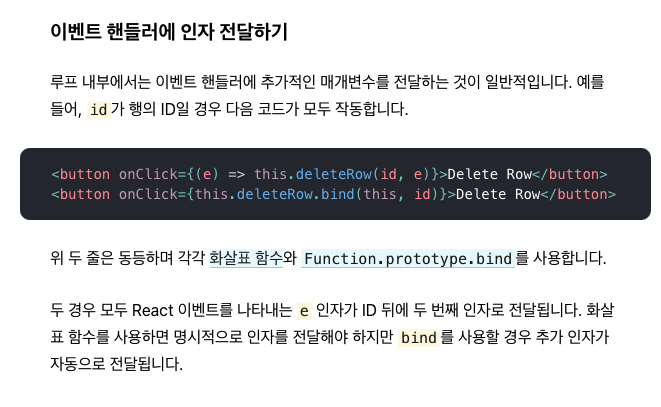 이벤트 핸들러에 인자 전달하기
루프 내부에서는 이벤트 핸들러에 추가적인 매개변수를 전달하는 것이 일반적입니다. 예를
들어, id가 행의 ID일 경우 다음 코드가 모두 작동합니다.
<button onClick={(e) => this.deleteRow(id, e)}>Delete Row</button>
<button onClick={this.deleteRow.bind(this, id)}>Delete Row</button>
위 두 줄은 동등하며 각각 화살표 함수와 Function.prototype.bind를 사용합니다.
두 경우 모두 React 이벤트를 나타내는 e 인자가 ID 뒤에 두 번째 인자로 전달됩니다. 화살
표 함수를 사용하면 명시적으로 인자를 전달해야 하지만 bind를 사용할 경우 추가 인자가
자동으로 전달됩니다.